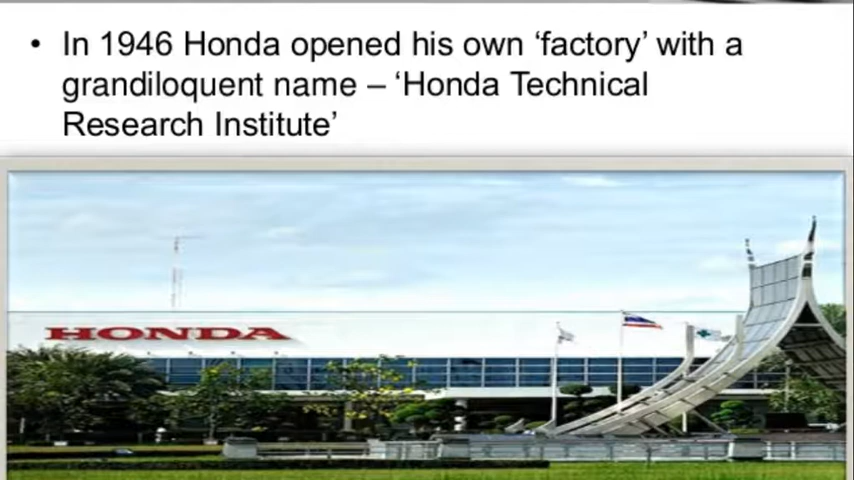 • In 1946 Honda opened his own ‘factory’ with a
grandiloquent name – ‘Honda Technical
Research Institute’
HONDA